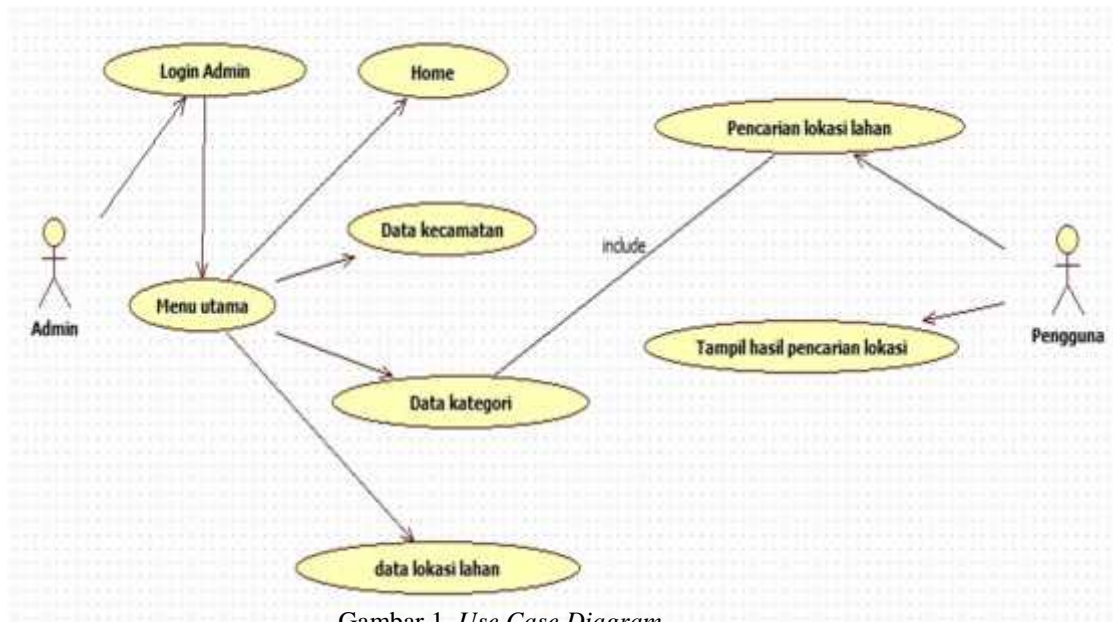 Login Admin
Home
Pencarian lokasi lahan
Data kecamatan
include
Menu utama
Admin
Pengguna
Tampil hasil pencarian lokasi
Data kategori
data lokasi lahan
Gambar 1. Use Case Diagram